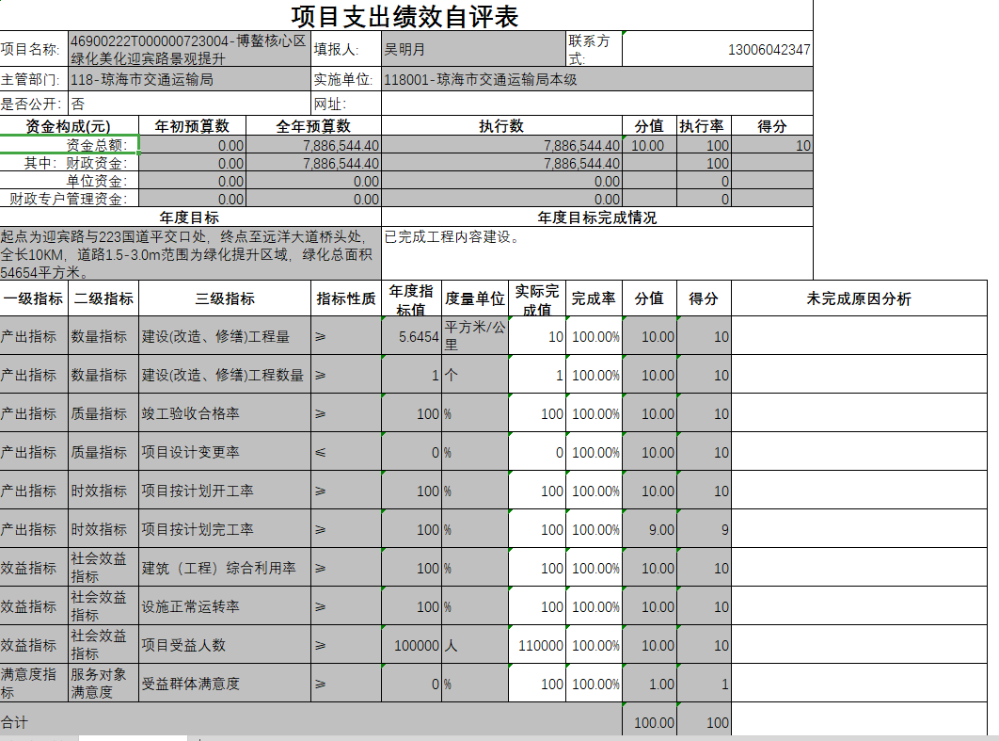 项目支出绩效自评表
项目名称: 46900222T000000723004-博鳌核心区绿化美化迎宾路景观提升 填报人: 吴明月 联系方式: 13006042347
主管部门: 118-琼海市交通运输局 实施单位: 118001-琼海市交通运输局本级
是否公开: 否 网址:
资金构成(元) 年初预算数 全年预算数 执行数 分值 执行率 得分
资金总额: 0.00 7,886,544.40 7,886,544.40 10.00 100 10
其中: 财政资金: 0.00 7,886,544.40 7,886,544.40 100
单位资金: 0.00 0.00 0.00 0
财政专户管理资金: 0.00 0.00 0.00 0
年度目标 年度目标完成情况
起点为迎宾路与223国道平交口处，终点至远洋大道桥头处，全长10KM，道路1.5-3.0m范围为绿化提升区域，绿化总面积54654平方米。 已完成工程内容建设。
一级指标 二级指标 三级指标 指标性质 年度指标值 度量单位 实际完成值 完成率 分值 得分 未完成原因分析
产出指标 数量指标 建设(改造、修缮)工程量 ≥ 5.6454 平方米/公里 10 100.00% 10.00 10
产出指标 数量指标 建设(改造、修缮)工程数量 ≥ 1 个 1 100.00% 10.00 10
产出指标 质量指标 竣工验收合格率 ≥ 100 % 100 100.00% 10.00 10
产出指标 质量指标 项目设计变更率 ≤ 0 % 0 100.00% 10.00 10
产出指标 时效指标 项目按计划开工率 ≥ 100 % 100 100.00% 10.00 10
产出指标 时效指标 项目按计划完工率 ≥ 100 % 100 100.00% 9.00 9
效益指标 社会效益指标 建筑（工程）综合利用率 ≥ 100 % 100 100.00% 10.00 10
效益指标 社会效益指标 设施正常运转率 ≥ 100 % 100 100.00% 10.00 10
效益指标 社会效益指标 项目受益人数 ≥ 100000 人 110000 100.00% 10.00 10
满意度指标 服务对象满意度 受益群体满意度 ≥ 0 % 100 100.00% 1.00 1
合计 100.00 100